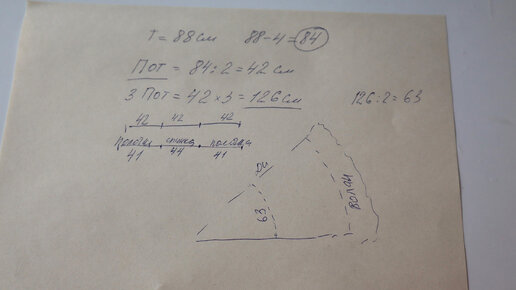 Т = 88 см 88-4=84
Пот = 84:2=42 см
3 Пот = 42×3=126 см 126:2=63
42 42 42
Полочка спинка полочка
41 44 41
63
Волан